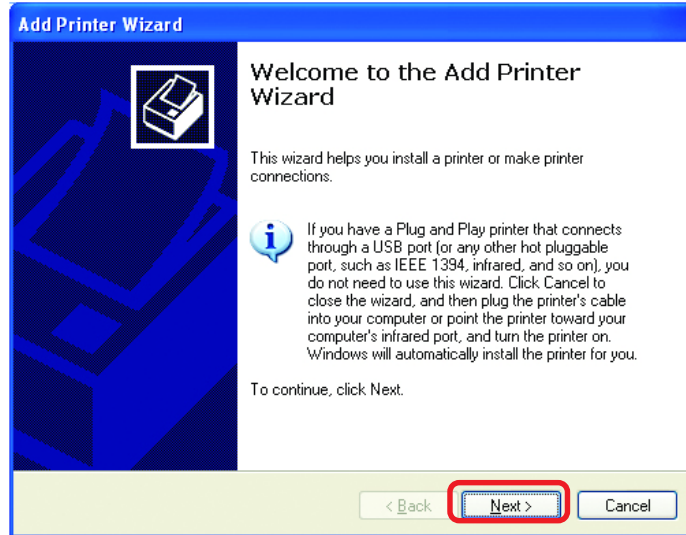 Add Printer Wizard
Welcome to the Add Printer
Wizard
This wizard helps you install a printer or make printer
connections.
If you have a Plug and Play printer that connects
through a USB port (or any other hot pluggable
port, such as IEEE 1394, infrared, and so on), you
do not need to use this wizard. Click Cancel to
close the wizard, and then plug the printer's cable
into your computer or point the printer toward your
computer's infrared port, and turn the printer on.
Windows will automatically install the printer for you.
To continue, click Next.
< Back Next > Cancel